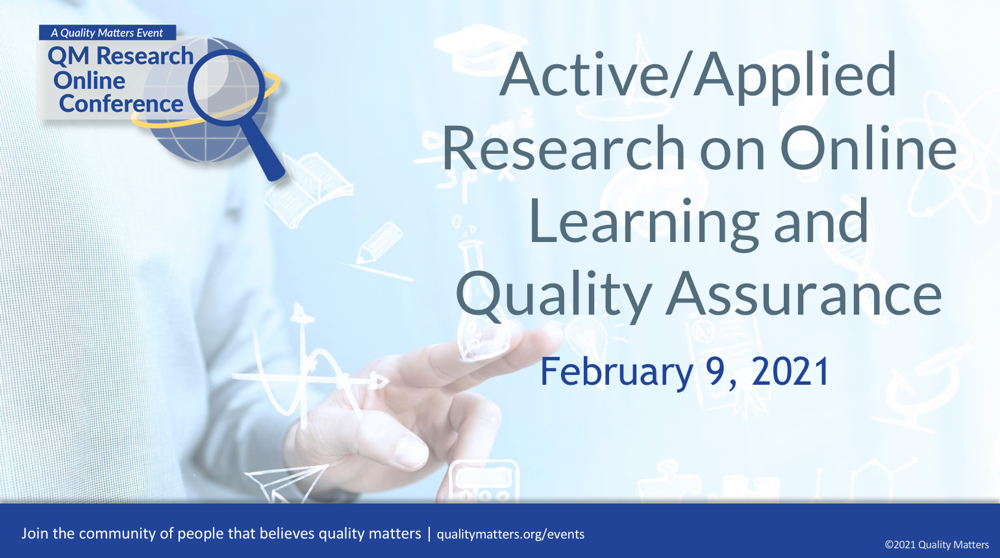 A Quality Matters Event
QM Research
Online
Conference
Active/Applied
Research on Online
Learning and
Quality Assurance
February 9, 2021
Join the community of people that believes quality matters | qualitymatters.org/events
©2021 Quality Matters